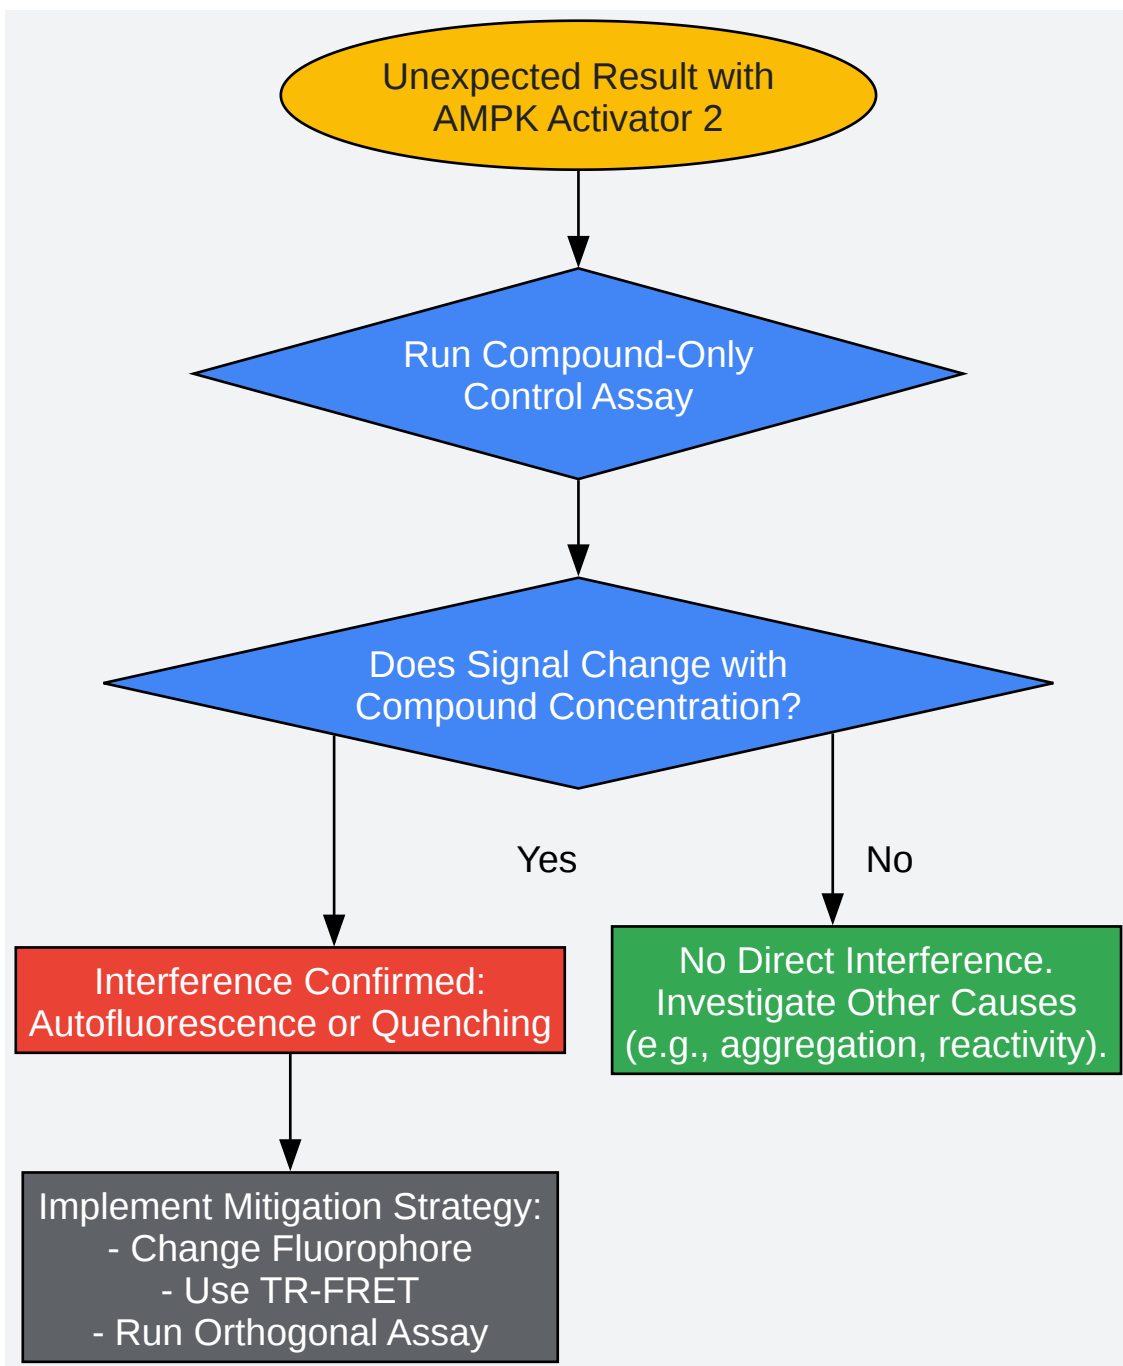 Unexpected Result with
AMPK Activator 2
Run Compound-Only
Control Assay
Does Signal Change with
Compound Concentration?
Yes
No
Interference Confirmed:
Autofluorescence or Quenching
No Direct Interference.
Investigate Other Causes
(e.g., aggregation, reactivity).
Implement Mitigation Strategy:
- Change Fluorophore
- Use TR-FRET
- Run Orthogonal Assay